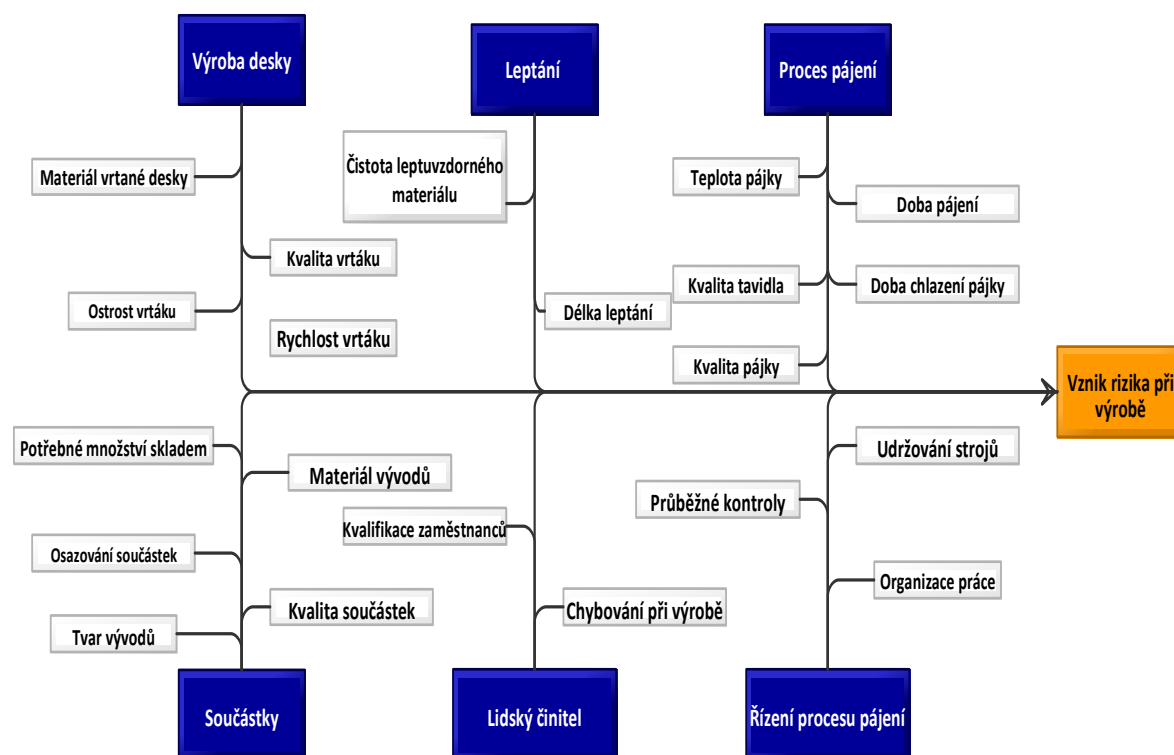 Výroba desky
Leptání
Proces pájení
Materiál vrtané desky
Čistota leptuvzdorného
materiálu
Teplota pájky
Doba pájení
Kvalita vrtáku
Kvalita tavidla
Doba chlazení pájky
Ostrost vrtáku
Délka leptání
Rychlost vrtáku
Kvalita pájky
Vznik rizika při
výrobě
Potřebné množství skladem
Udržování strojů
Materiál vývodů
Průběžné kontroly
Kvalifikace zaměstnanců
Osazování součástek
Organizace práce
Kvalita součástek
Chybování při výrobě
Tvar vývodů
Součástky
Lidský činitel
Řízení procesu pájení